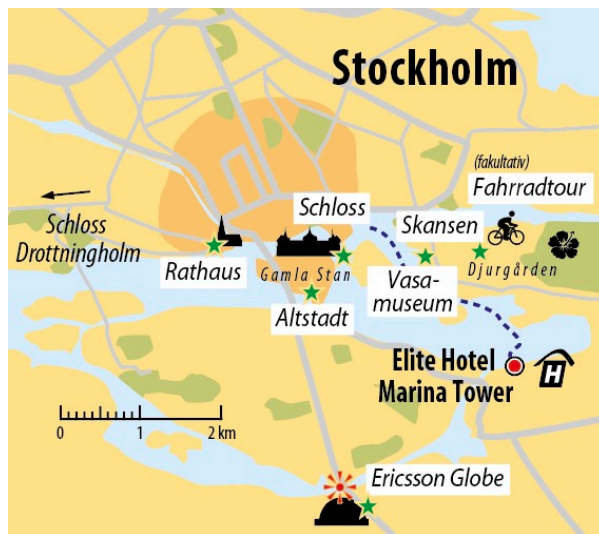 Stockholm
(fakultativ)
Fahrradtour
Schloss
Skansen
Schloss
Drottningholm
Rathaus
Gamla Stan
Djurgården
Vasa-
museum
Altstadt
Elite Hotel
Marina Tower
H
0 1 2 km
Ericsson Globe